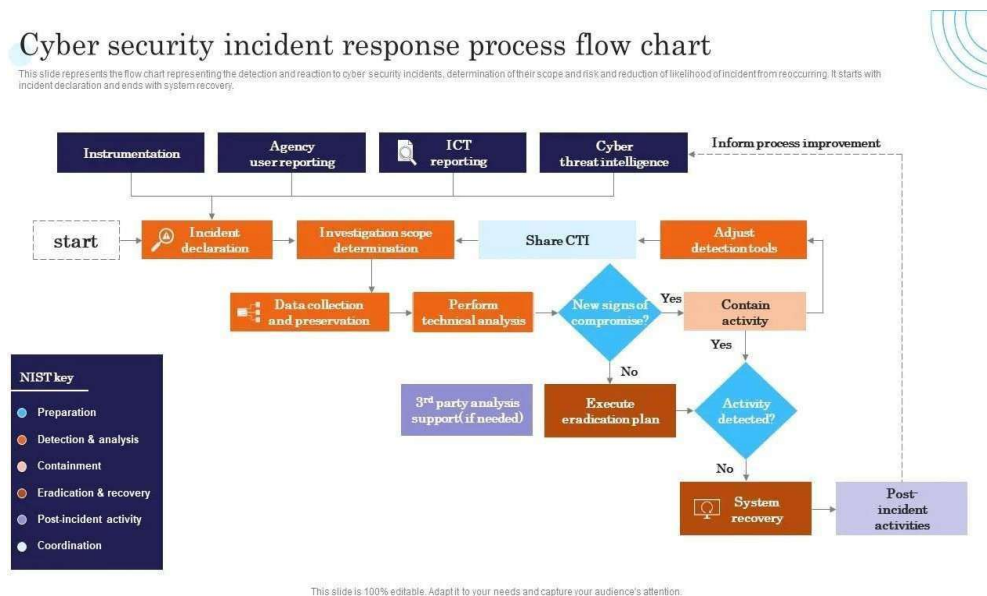 Cyber security incident response process flow chart
This slide represents the flow chart representing the detection and reaction to cyber security incidents, determination of their scope and risk and reduction of likelihood of incident from reoccurring. It starts with
incident declaration and ends with system recovery.
Instrumentation
Agency
user reporting
ICT
reporting
Cyber
threat intelligence
Inform process improvement
start
Incident
declaration
Investigation scope
determination
Share CTI
Adjust
detection tools
Data collection
and preservation
Perform
technical analysis
New signs of
compromise?
Yes
Contain
activity
Yes
No
NIST key
Preparation
Detection & analysis
Containment
Eradication & recovery
Post-incident activity
Coordination
3rd party analysis
support(if needed)
Execute
eradication plan
Activity
detected?
No
System
recovery
Post-
incident
activities
This slide is 100% editable. Adapt it to your needs and capture your audience's attention.